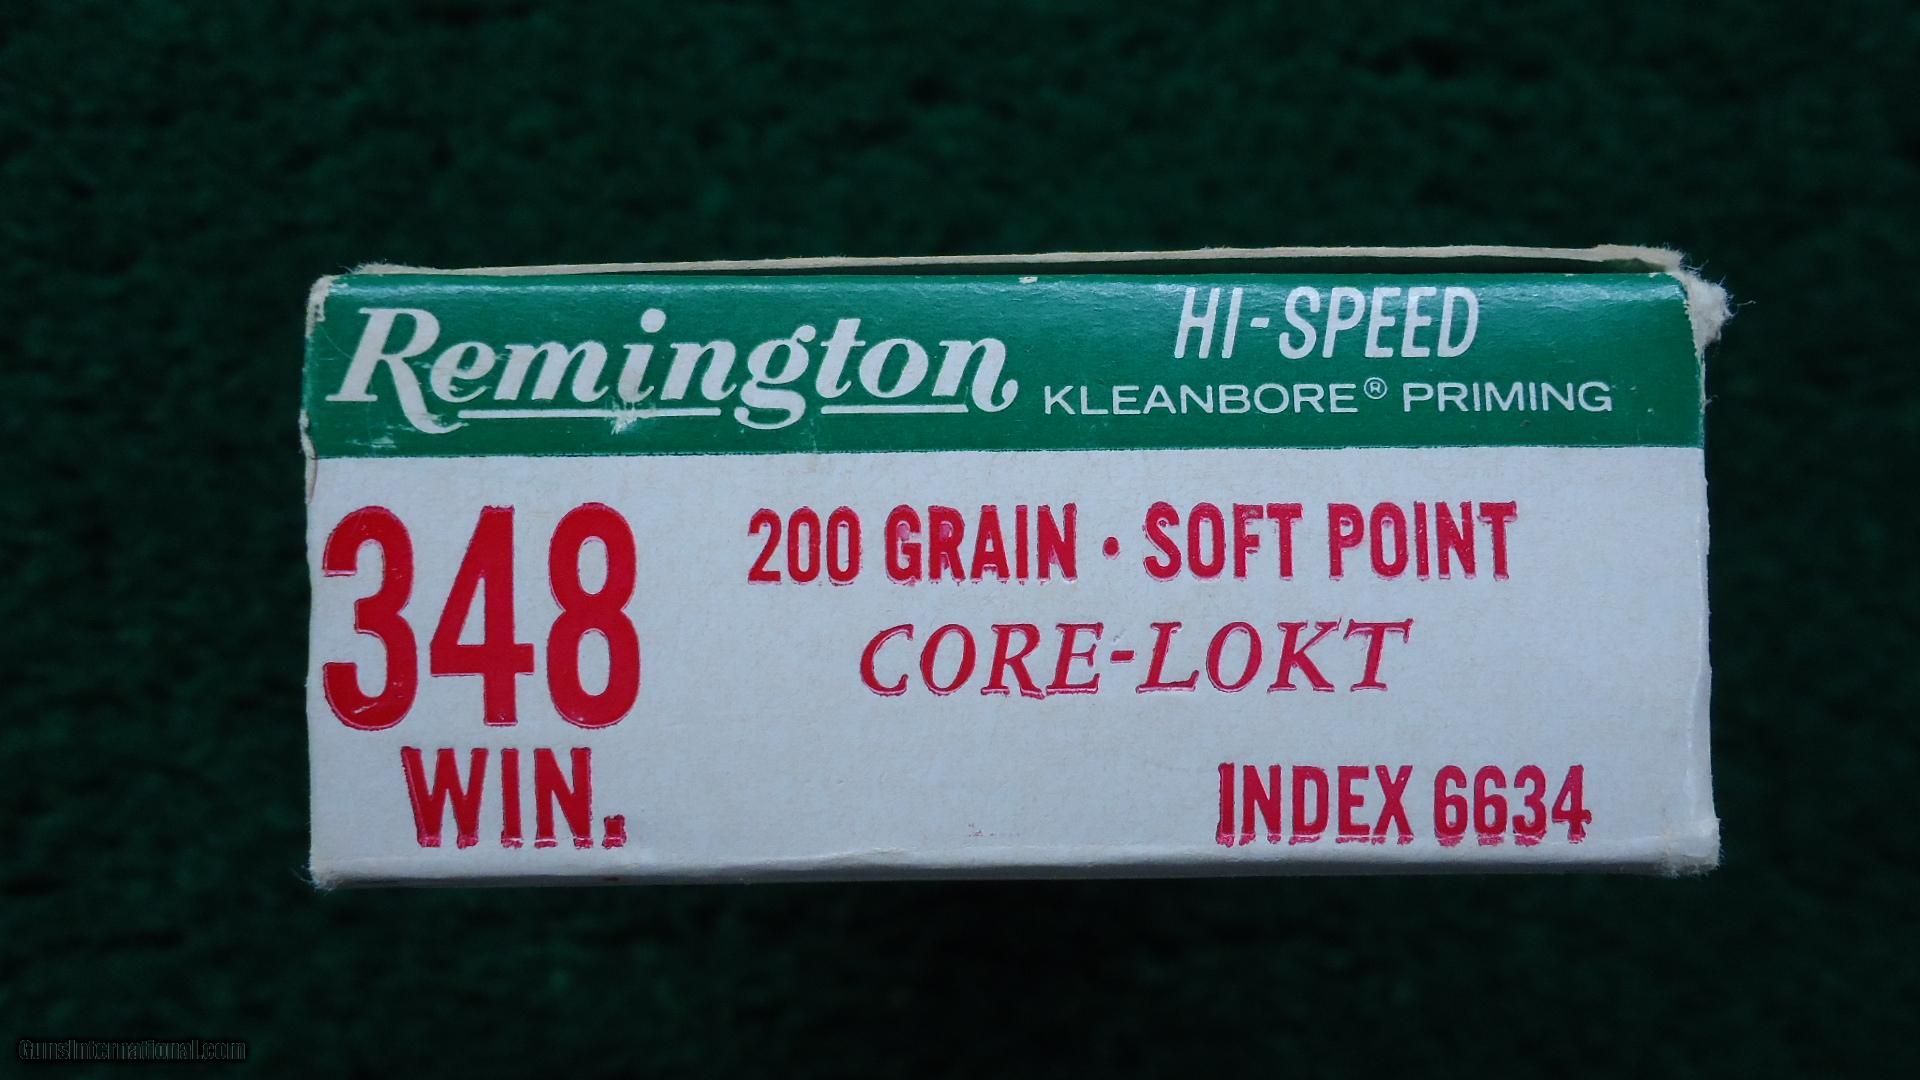 Remington
HI-SPEED
KLEANBORE® PRIMING
348
WIN.
200 GRAIN · SOFT POINT
CORE-LOKT
INDEX 6634
GunsInternational.com